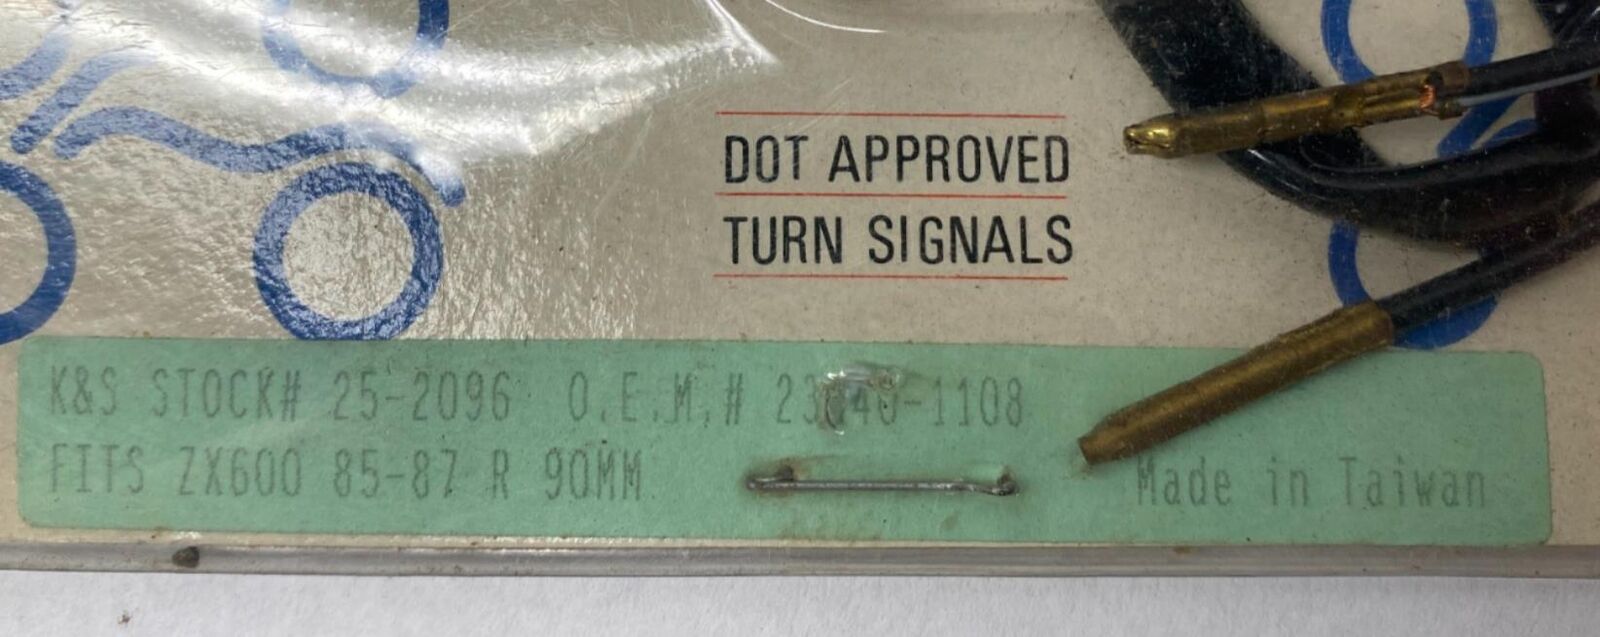 DOT APPROVED
TURN SIGNALS
K&S STOCK# 25-2096 O.E.M.#
FITS ZX600 85-87 R 90MM
Made in Taiwan